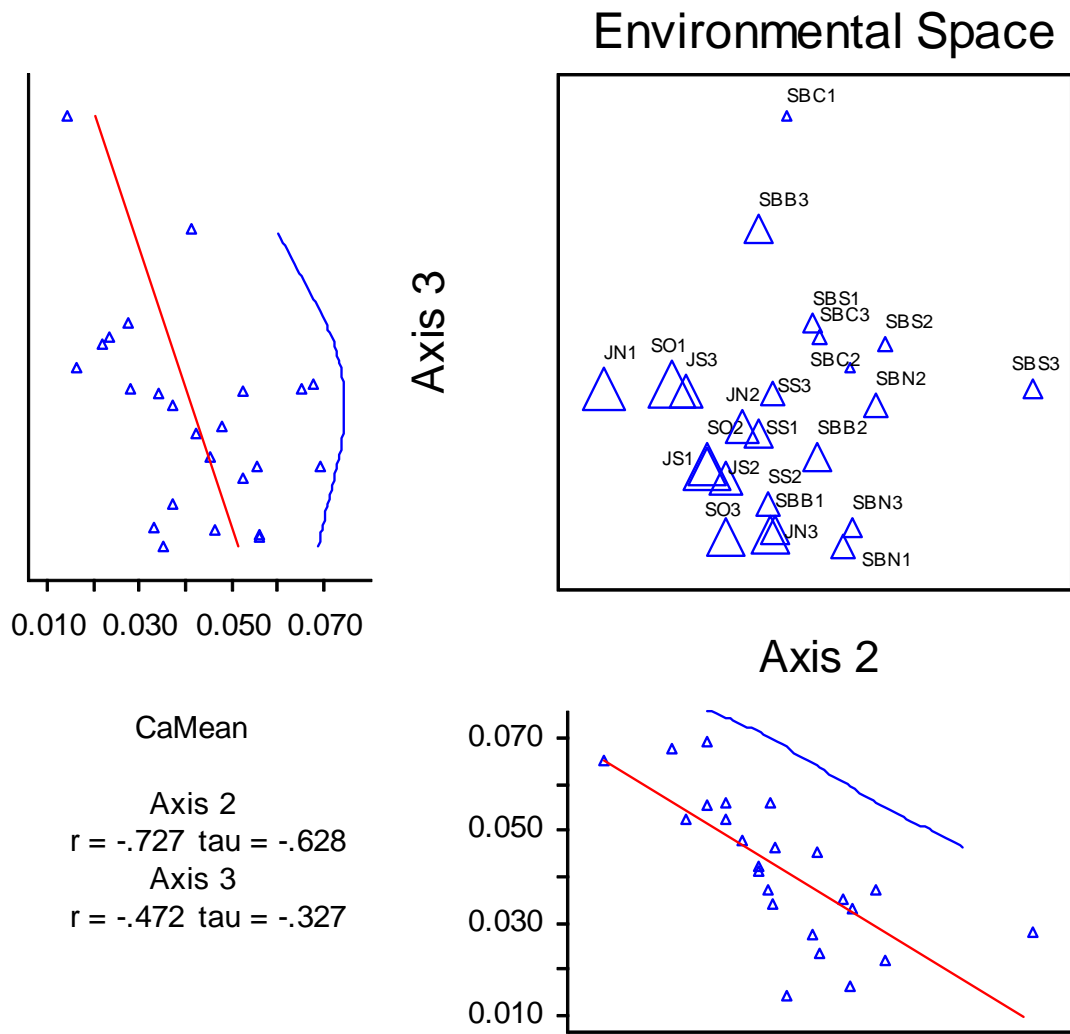 Environmental Space
SBC1
SBB3
SBS1
SBC3
SBS2
SBC2
SBS3
JN1
SO1
JS3
SS3
SBN2
JN2
SO2
SS1
SBB2
JS1
JS2
SS2
SBB1
SO3
JN3
SBN3
SBN1
Axis 3
0.010 0.030 0.050 0.070
Axis 2
CaMean
Axis 2
r = -.727 tau = -.628
Axis 3
r = -.472 tau = -.327
0.070
0.050
0.030
0.010